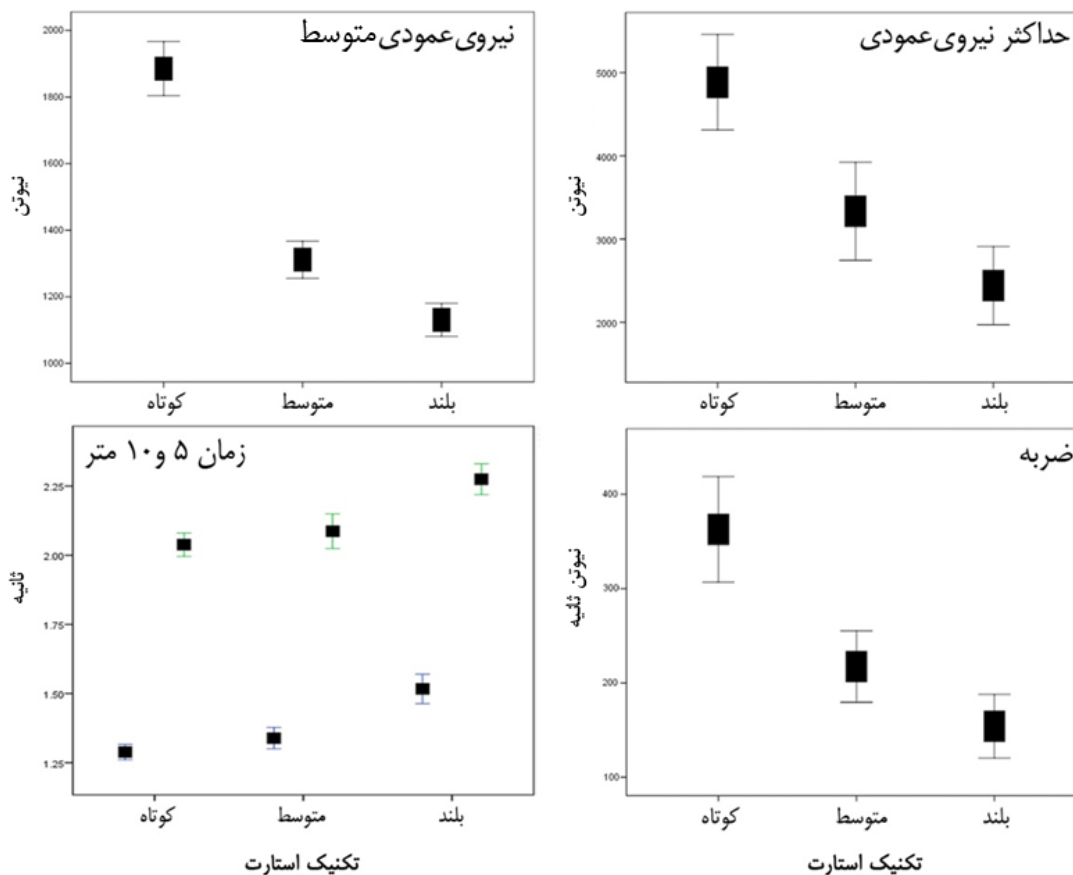 نیروی‌عمودی متوسط
2000
1800
1600
1400
1200
1000
نیوتن
کوتاه متوسط بلند
حداکثر نیروی‌عمودی
5000
4000
3000
2000
نیوتن
کوتاه متوسط بلند
زمان ۵ و۱۰ متر
2.25
2.00
1.75
1.50
1.25
ثانیه
کوتاه متوسط بلند
تکنیک استارت
ضربه
400
300
200
100
نیوتن ثانیه
کوتاه متوسط بلند
تکنیک استارت